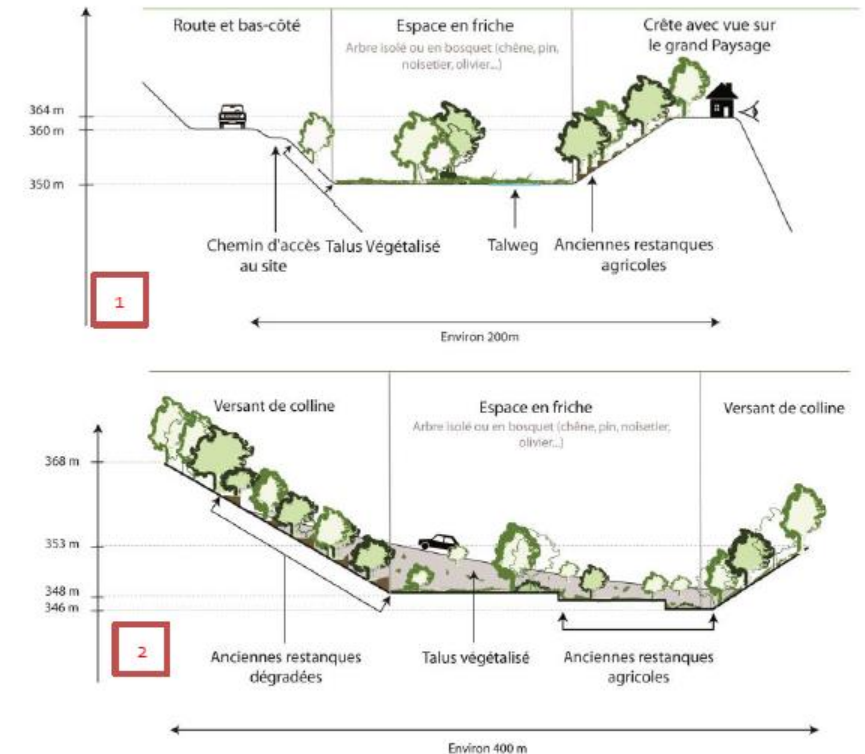 Route et bas-côté
Espace en friche
Arbre isolé ou en bosquet (chêne, pin,
noisetier, olivier...)
Crête avec vue sur
le grand Paysage
364 m
360 m
350 m
Chemin d'accès
au site
Talus Végétalisé
Talweg
Anciennes restanques
agricoles
1
Environ 200m
Versant de colline
Espace en friche
Arbre isolé ou en bosquet (chêne, pin, noisetier,
olivier...)
Versant de colline
368 m
353 m
348 m
346 m
2
Anciennes restanques
dégradées
Talus végétalisé
Anciennes restanques
agricoles
Environ 400 m